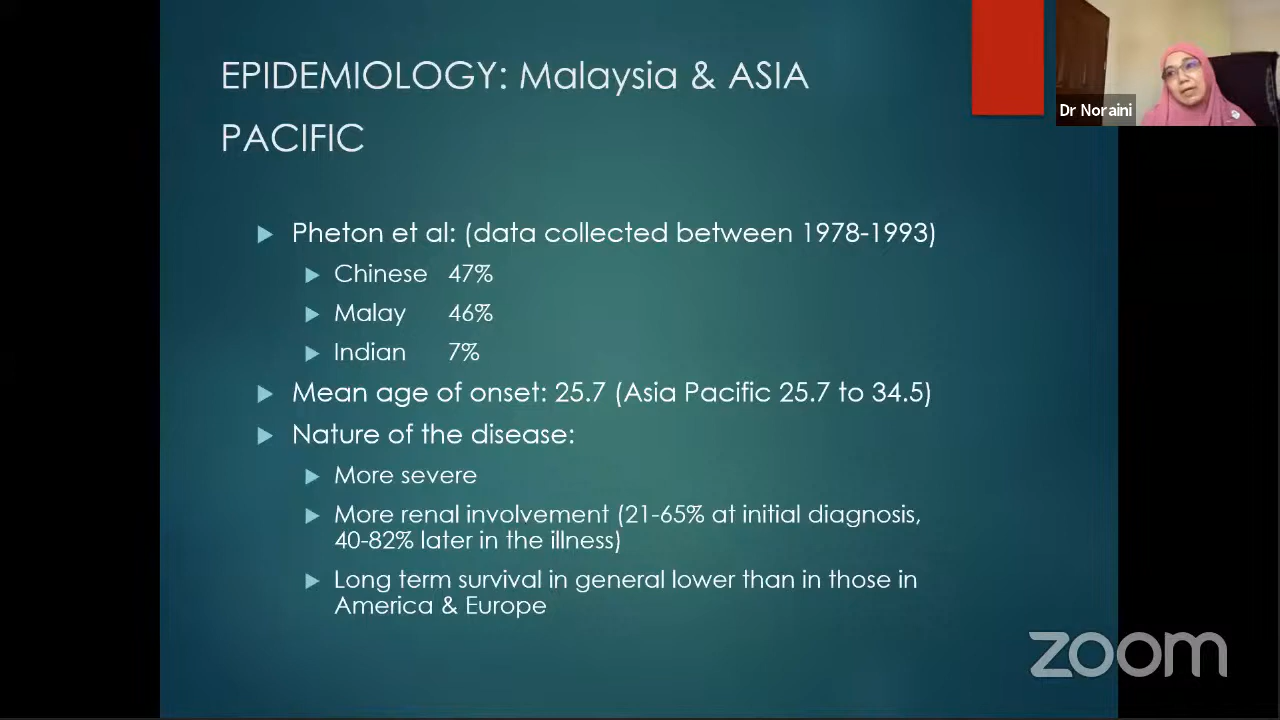 EPIDEMIOLOGY: Malaysia & ASIA
PACIFIC
Dr Noraini
Pheton et al: (data collected between 1978-1993)
Chinese 47%
Malay 46%
Indian 7%
Mean age of onset: 25.7 (Asia Pacific 25.7 to 34.5)
Nature of the disease:
More severe
More renal involvement (21-65% at initial diagnosis,
40-82% later in the illness)
Long term survival in general lower than in those in
America & Europe
zoom